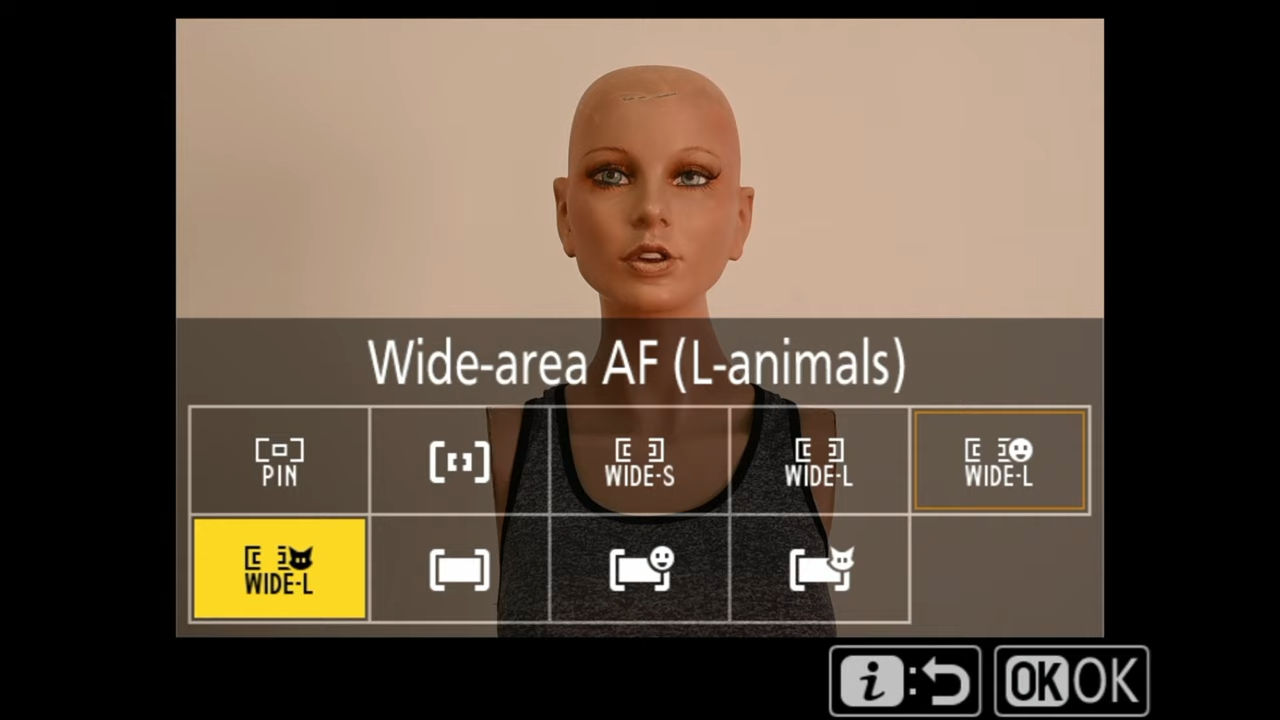 Wide-area AF (L-animals)
PIN
WIDE-S
WIDE-L
WIDE-L
WIDE-L
i:
OK OK